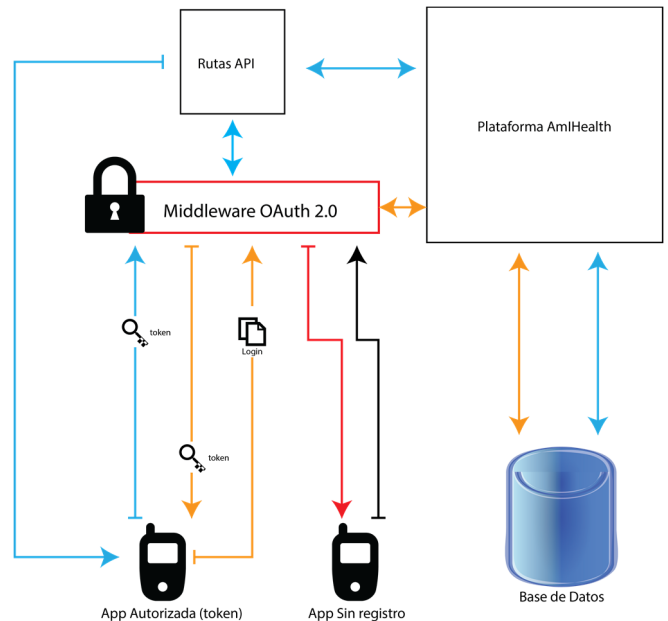 Rutas API
Plataforma AmIHealth
Middleware OAuth 2.0
token
Login
token
App Autorizada (token)
App Sin registro
Base de Datos